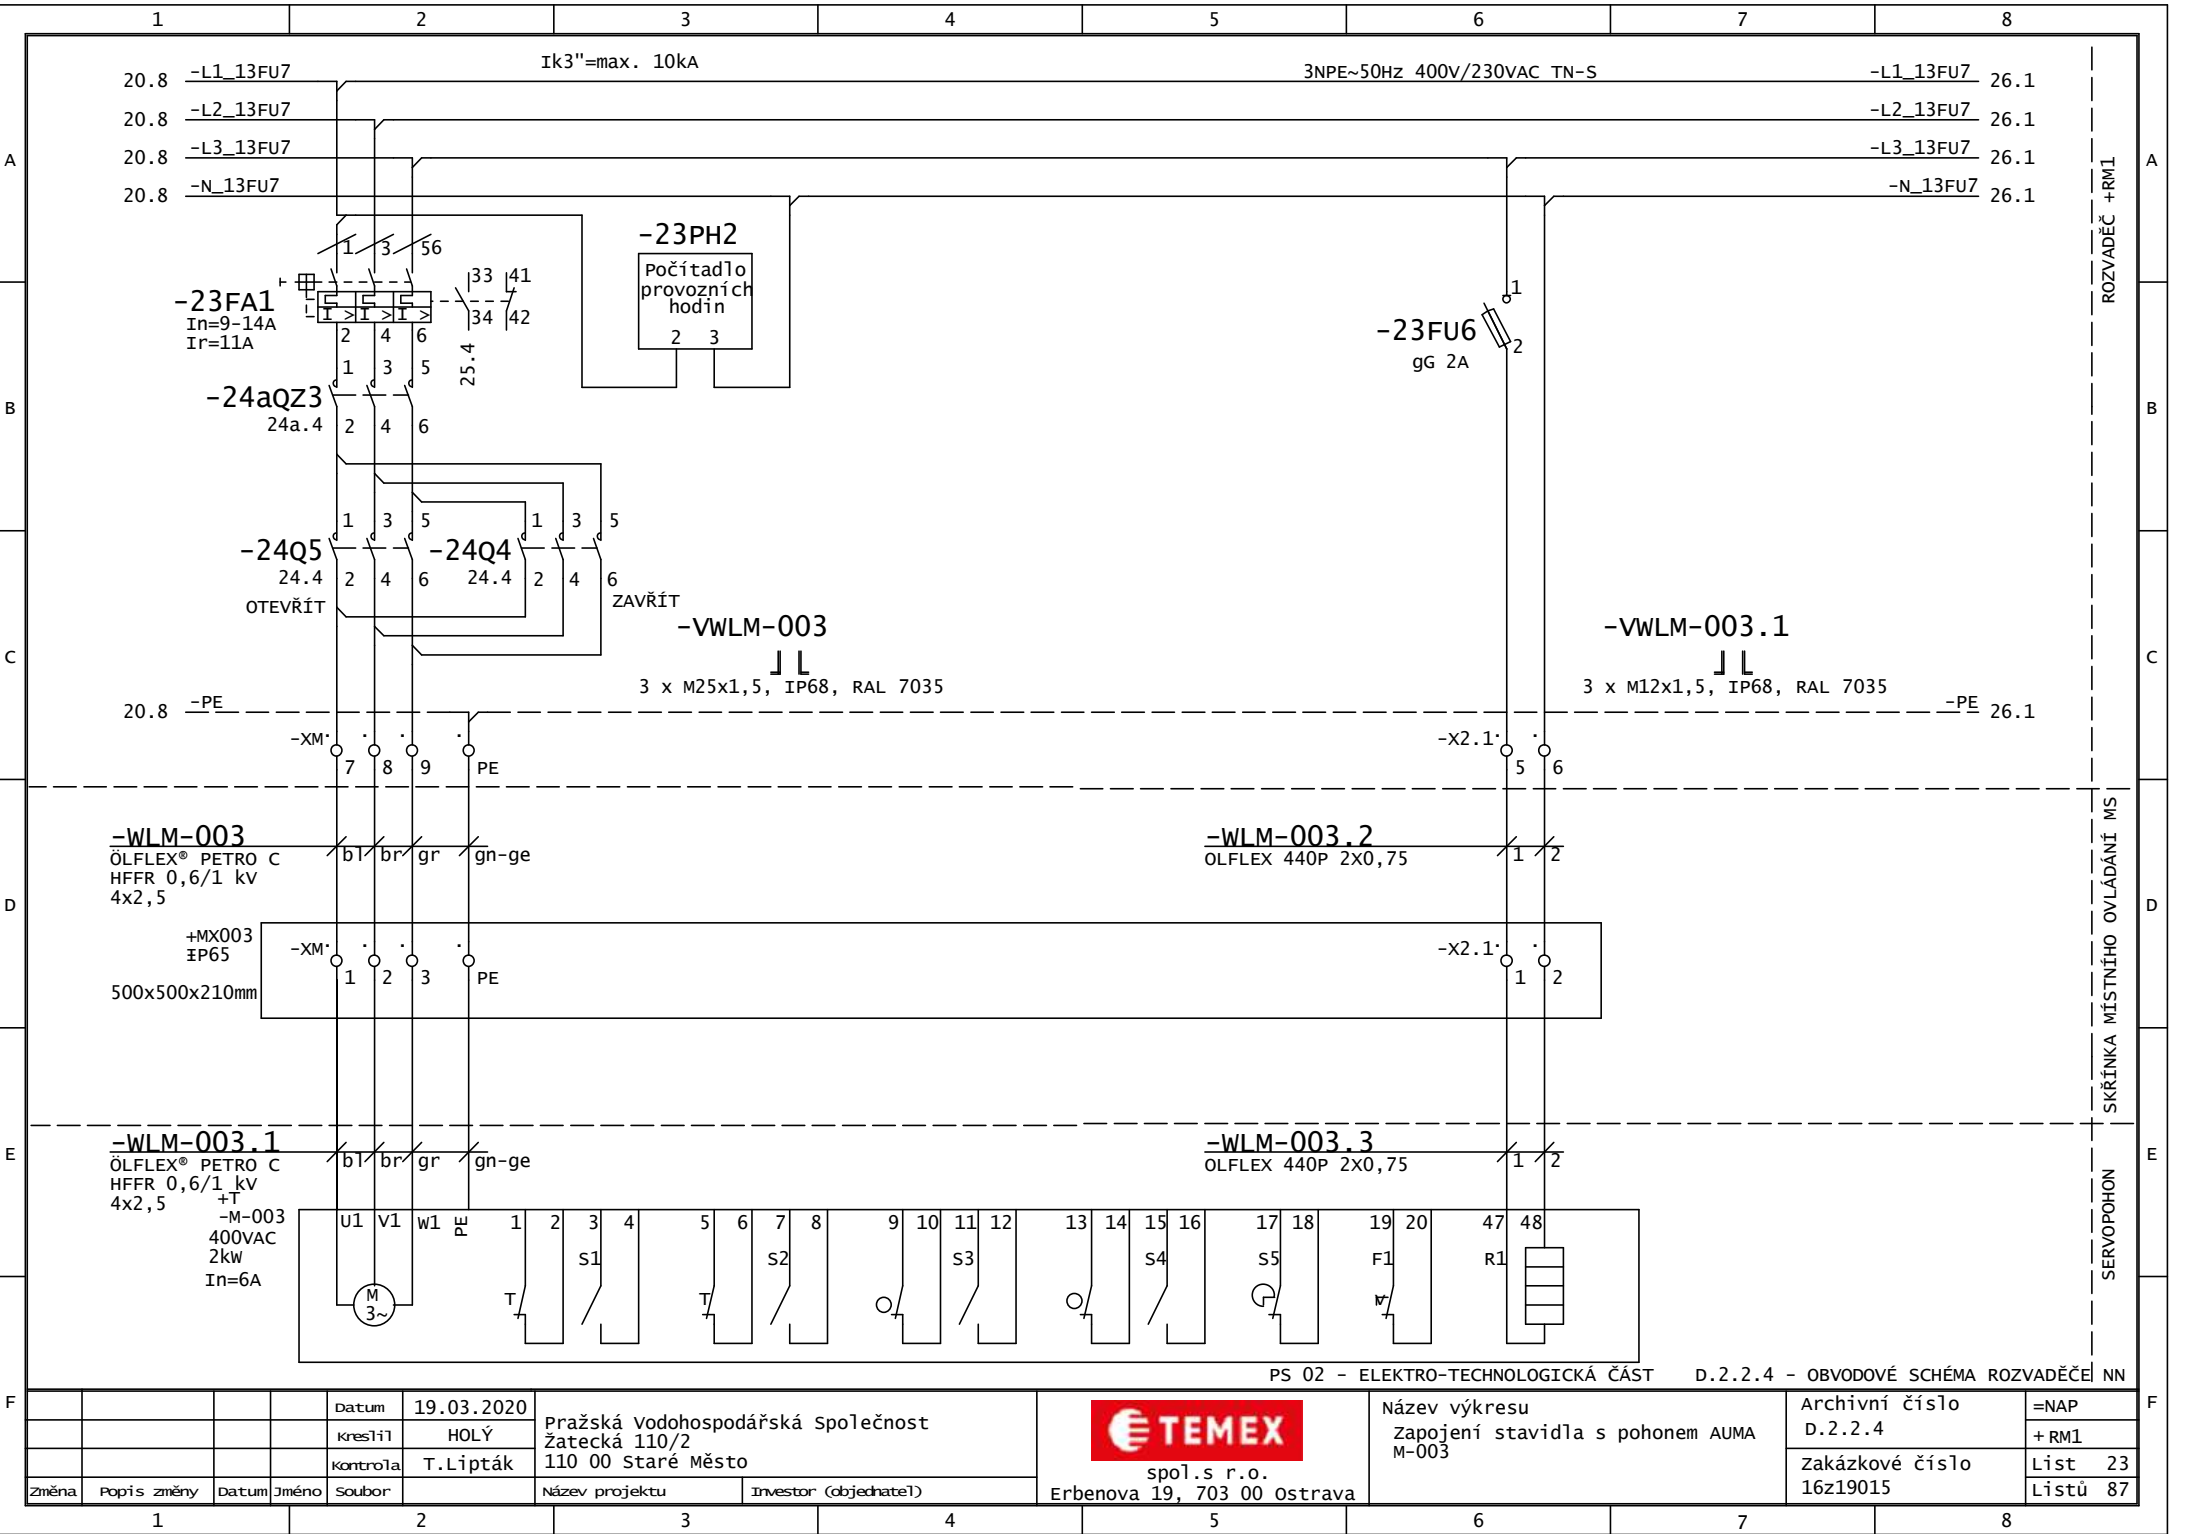 1 2 3 4 5 6 7 8
Ik3"=max. 10kA
3NPE~50Hz 400V/230VAC TN-S
20.8 -L1_13FU7 -L1_13FU7 26.1
20.8 -L2_13FU7 -L2_13FU7 26.1
20.8 -L3_13FU7 -L3_13FU7 26.1
20.8 -N_13FU7 -N_13FU7 26.1
A A
ROZVADĚČ +RM1
1 3 5 6
-23FA1
In=9-14A
Ir=11A
I > I > I >
2 4 6
33 41
34 42
25.4
-23PH2
Počítadlo
provozních
hodin
2 3
1
-23FU6
2
gG 2A
B B
1 3 5
-24aQZ3
24a.4 2 4 6
1 3 5 1 3 5
-24Q5 -24Q4
24.4 2 4 6 24.4 2 4 6
OTEVŘÍT ZAVŘÍT
-VWLM-003
3 x M25x1,5, IP68, RAL 7035
-VWLM-003.1
3 x M12x1,5, IP68, RAL 7035
C C
20.8 -PE -PE 26.1
-XM 7 8 9 PE
-X2.1 5 6
-WLM-003
ÖLFLEX® PETRO C
HFFR 0,6/1 kV
4x2,5
bl br gr gn-ge
-WLM-003.2
OLFLEX 440P 2X0,75
1 2
D D
SKŘÍNKA MÍSTNÍHO OVLÁDÁNÍ MS
+MX003
IP65
500x500x210mm
-XM 1 2 3 PE
-X2.1 1 2
-WLM-003.1
ÖLFLEX® PETRO C
HFFR 0,6/1 kV
4x2,5
bl br gr gn-ge
-WLM-003.3
OLFLEX 440P 2X0,75
1 2
E E
SERVOPOHON
+T
-M-003
400VAC
2kW
In=6A
U1 V1 W1 PE 1 2 3 4 5 6 7 8 9 10 11 12 13 14 15 16 17 18 19 20 47 48
S1 S2 S3 S4 S5 F1 R1
M
3~
T T
PS 02 - ELEKTRO-TECHNOLOGICKÁ ČÁST D.2.2.4 - OBVODOVÉ SCHÉMA ROZVADĚČE NN
F F
Datum 19.03.2020
Kreslil HOLÝ
Kontrola T.Lipták
Změna Popis změny Datum Jméno Soubor
Pražská Vodohospodářská Společnost
Žatecká 110/2
110 00 Staré Město
Název projektu Investor (objednatel)
TEMEX
spol.s r.o.
Erbenova 19, 703 00 Ostrava
Název výkresu
Zapojení stavidla s pohonem AUMA
M-003
Archivní číslo
D.2.2.4
Zakázkové číslo
16z19015
=NAP
+ RM1
List 23
Listů 87
1 2 3 4 5 6 7 8